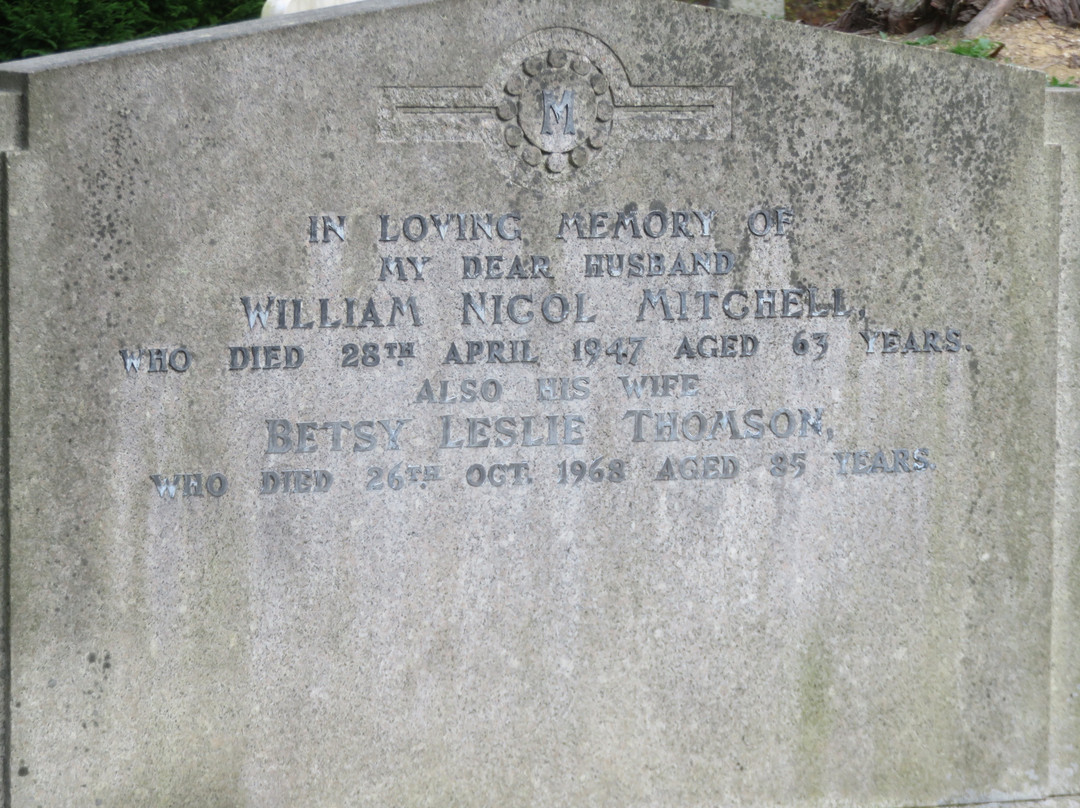 M
IN LOVING MEMORY OF
MY DEAR HUSBAND
WILLIAM NICOL MITCHELL,
WHO DIED 28TH APRIL 1947 AGED 63 YEARS.
ALSO HIS WIFE
BETSY LESLIE THOMSON,
WHO DIED 26TH OCT. 1968 AGED 85 YEARS.